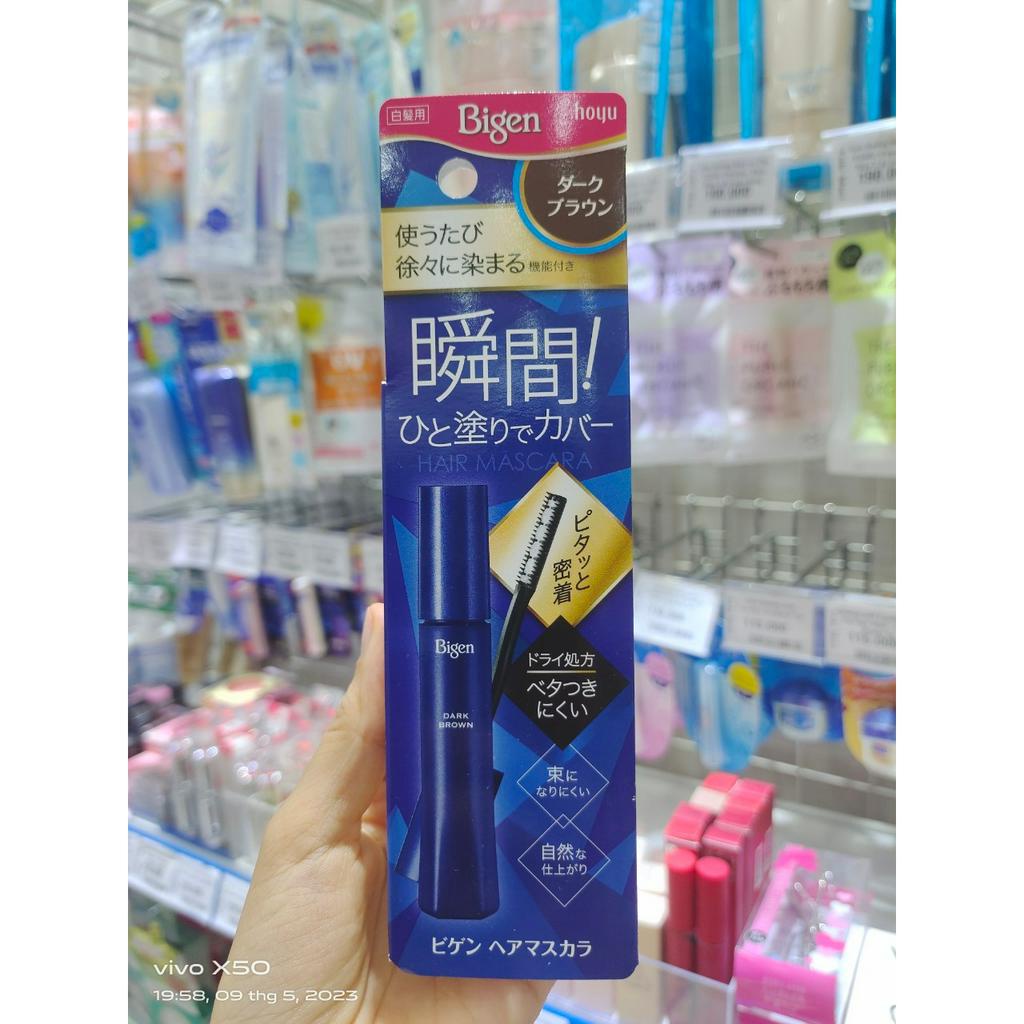 白髪用
Bigen
hoyu
ダーク
ブラウン
使うたび
徐々に染まる 機能付き
瞬間!
ひと塗りでカバー
HAIR MASCARA
ピタッと
密着
Bigen
DARK
BROWN
ドライ処方
ベタつき
にくい
束に
なりにくい
自然な
仕上がり
ビゲン ヘアマスカラ
vivo X50
19:58, 09 thg 5, 2023